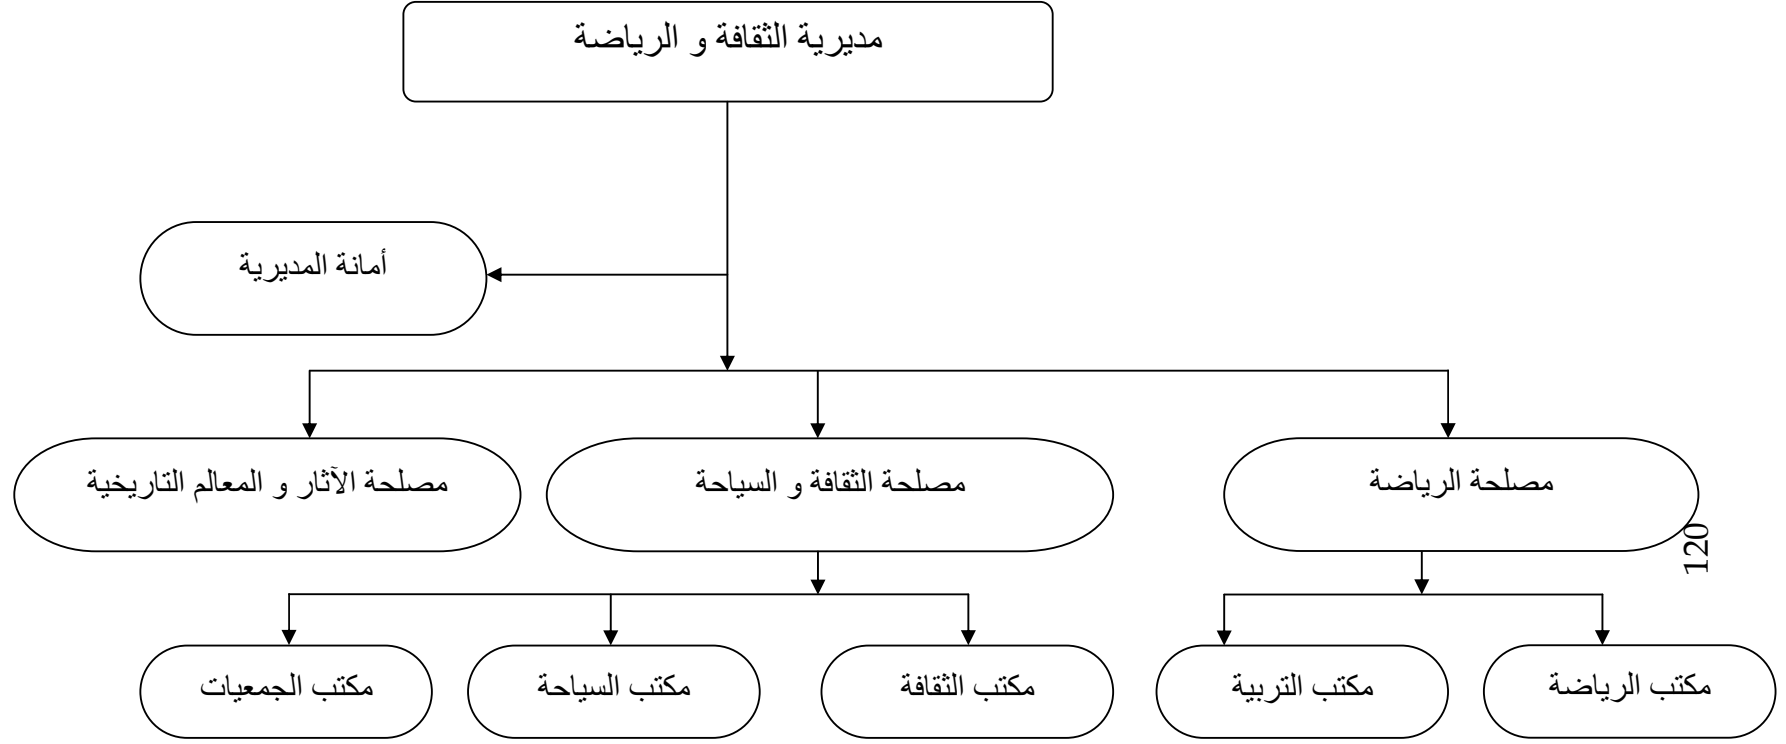 مديرية الثقافة و الرياضة
أمانة المديرية
مصلحة الرياضة
مصلحة الثقافة و السياحة
مصلحة الآثار و المعالم التاريخية
120
مكتب الرياضة
مكتب التربية
مكتب الثقافة
مكتب السياحة
مكتب الجمعيات